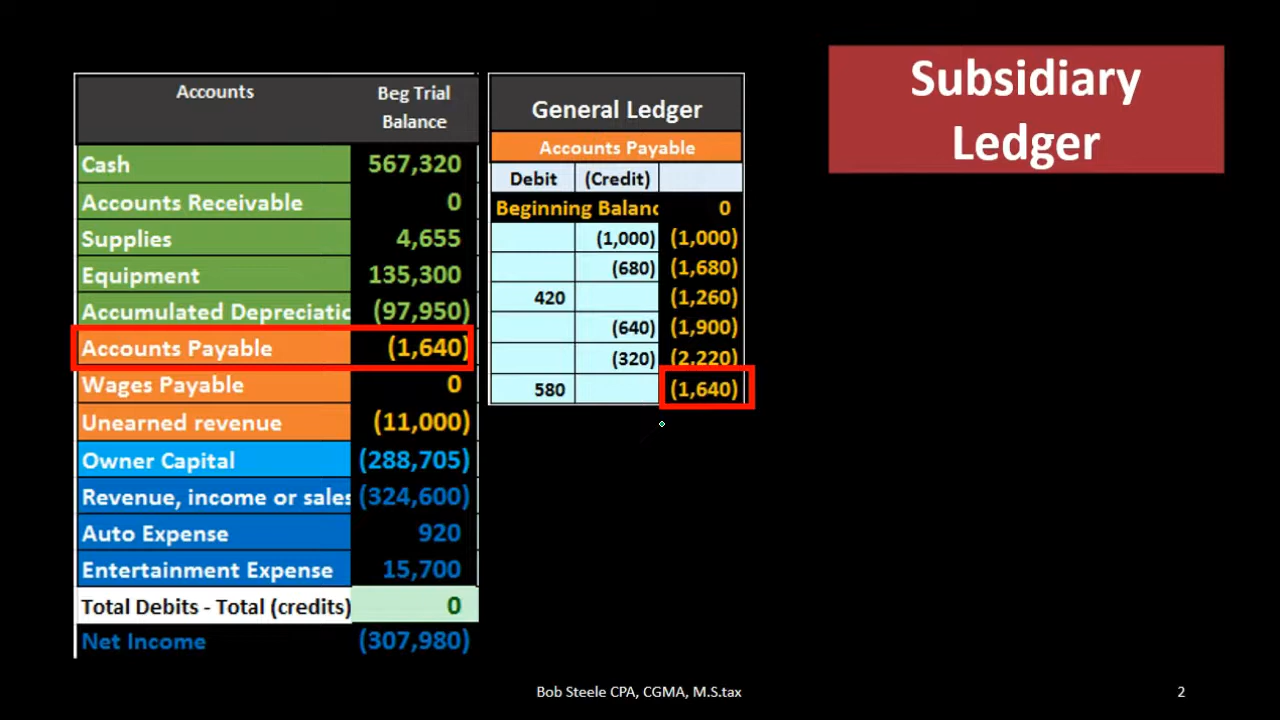 Subsidiary
Ledger
Accounts Beg Trial
Balance
Cash 567,320
Accounts Receivable 0
Supplies 4,655
Equipment 135,300
Accumulated Depreciatic (97,950)
Accounts Payable (1,640)
Wages Payable 0
Unearned revenue (11,000)
Owner Capital (288,705)
Revenue, income or sales (324,600)
Auto Expense 920
Entertainment Expense 15,700
Total Debits - Total (credits) 0
Net Income (307,980)
General Ledger
Accounts Payable
Debit (Credit)
Beginning Balanc 0
(1,000) (1,000)
(680) (1,680)
420 (1,260)
(640) (1,900)
(320) (2,220)
580 (1,640)
Bob Steele CPA, CGMA, M.S.tax 2